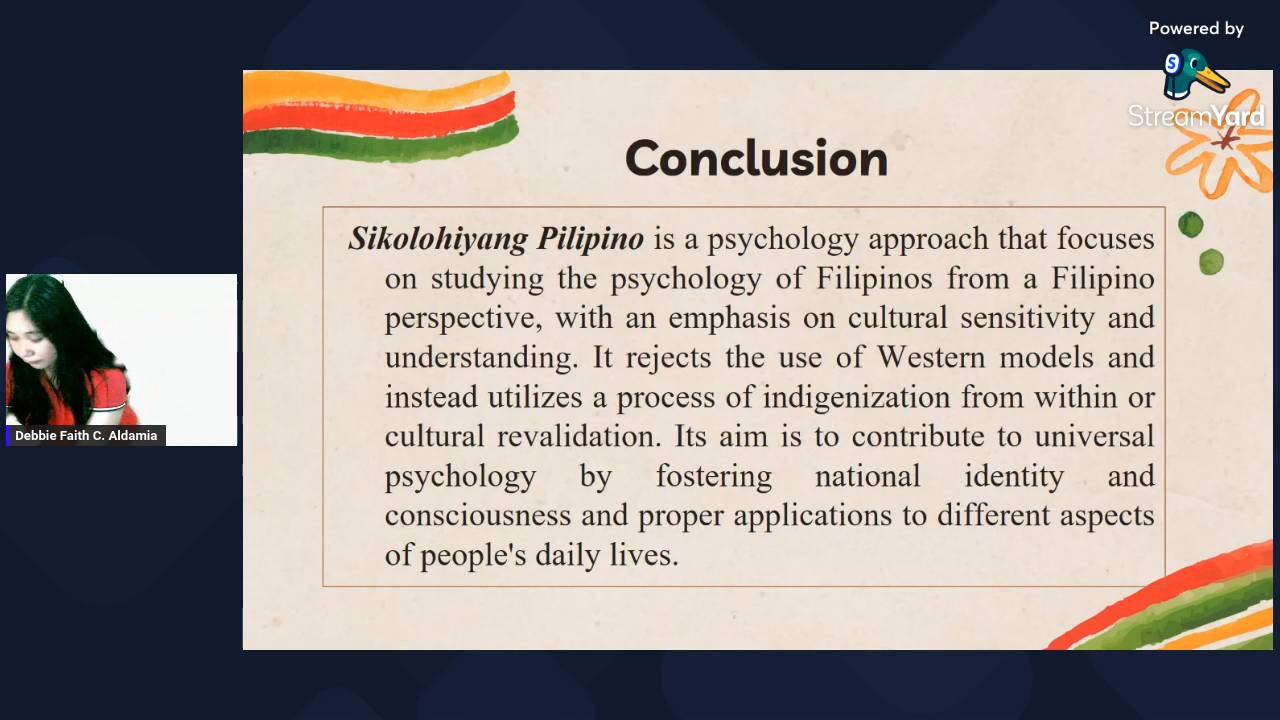 Powered by
S
StreamYard
Conclusion
Sikolohiyang Pilipino is a psychology approach that focuses
on studying the psychology of Filipinos from a Filipino
perspective, with an emphasis on cultural sensitivity and
understanding. It rejects the use of Western models and
instead utilizes a process of indigenization from within or
cultural revalidation. Its aim is to contribute to universal
psychology by fostering national identity and
consciousness and proper applications to different aspects
of people's daily lives.
Debbie Faith C. Aldamia